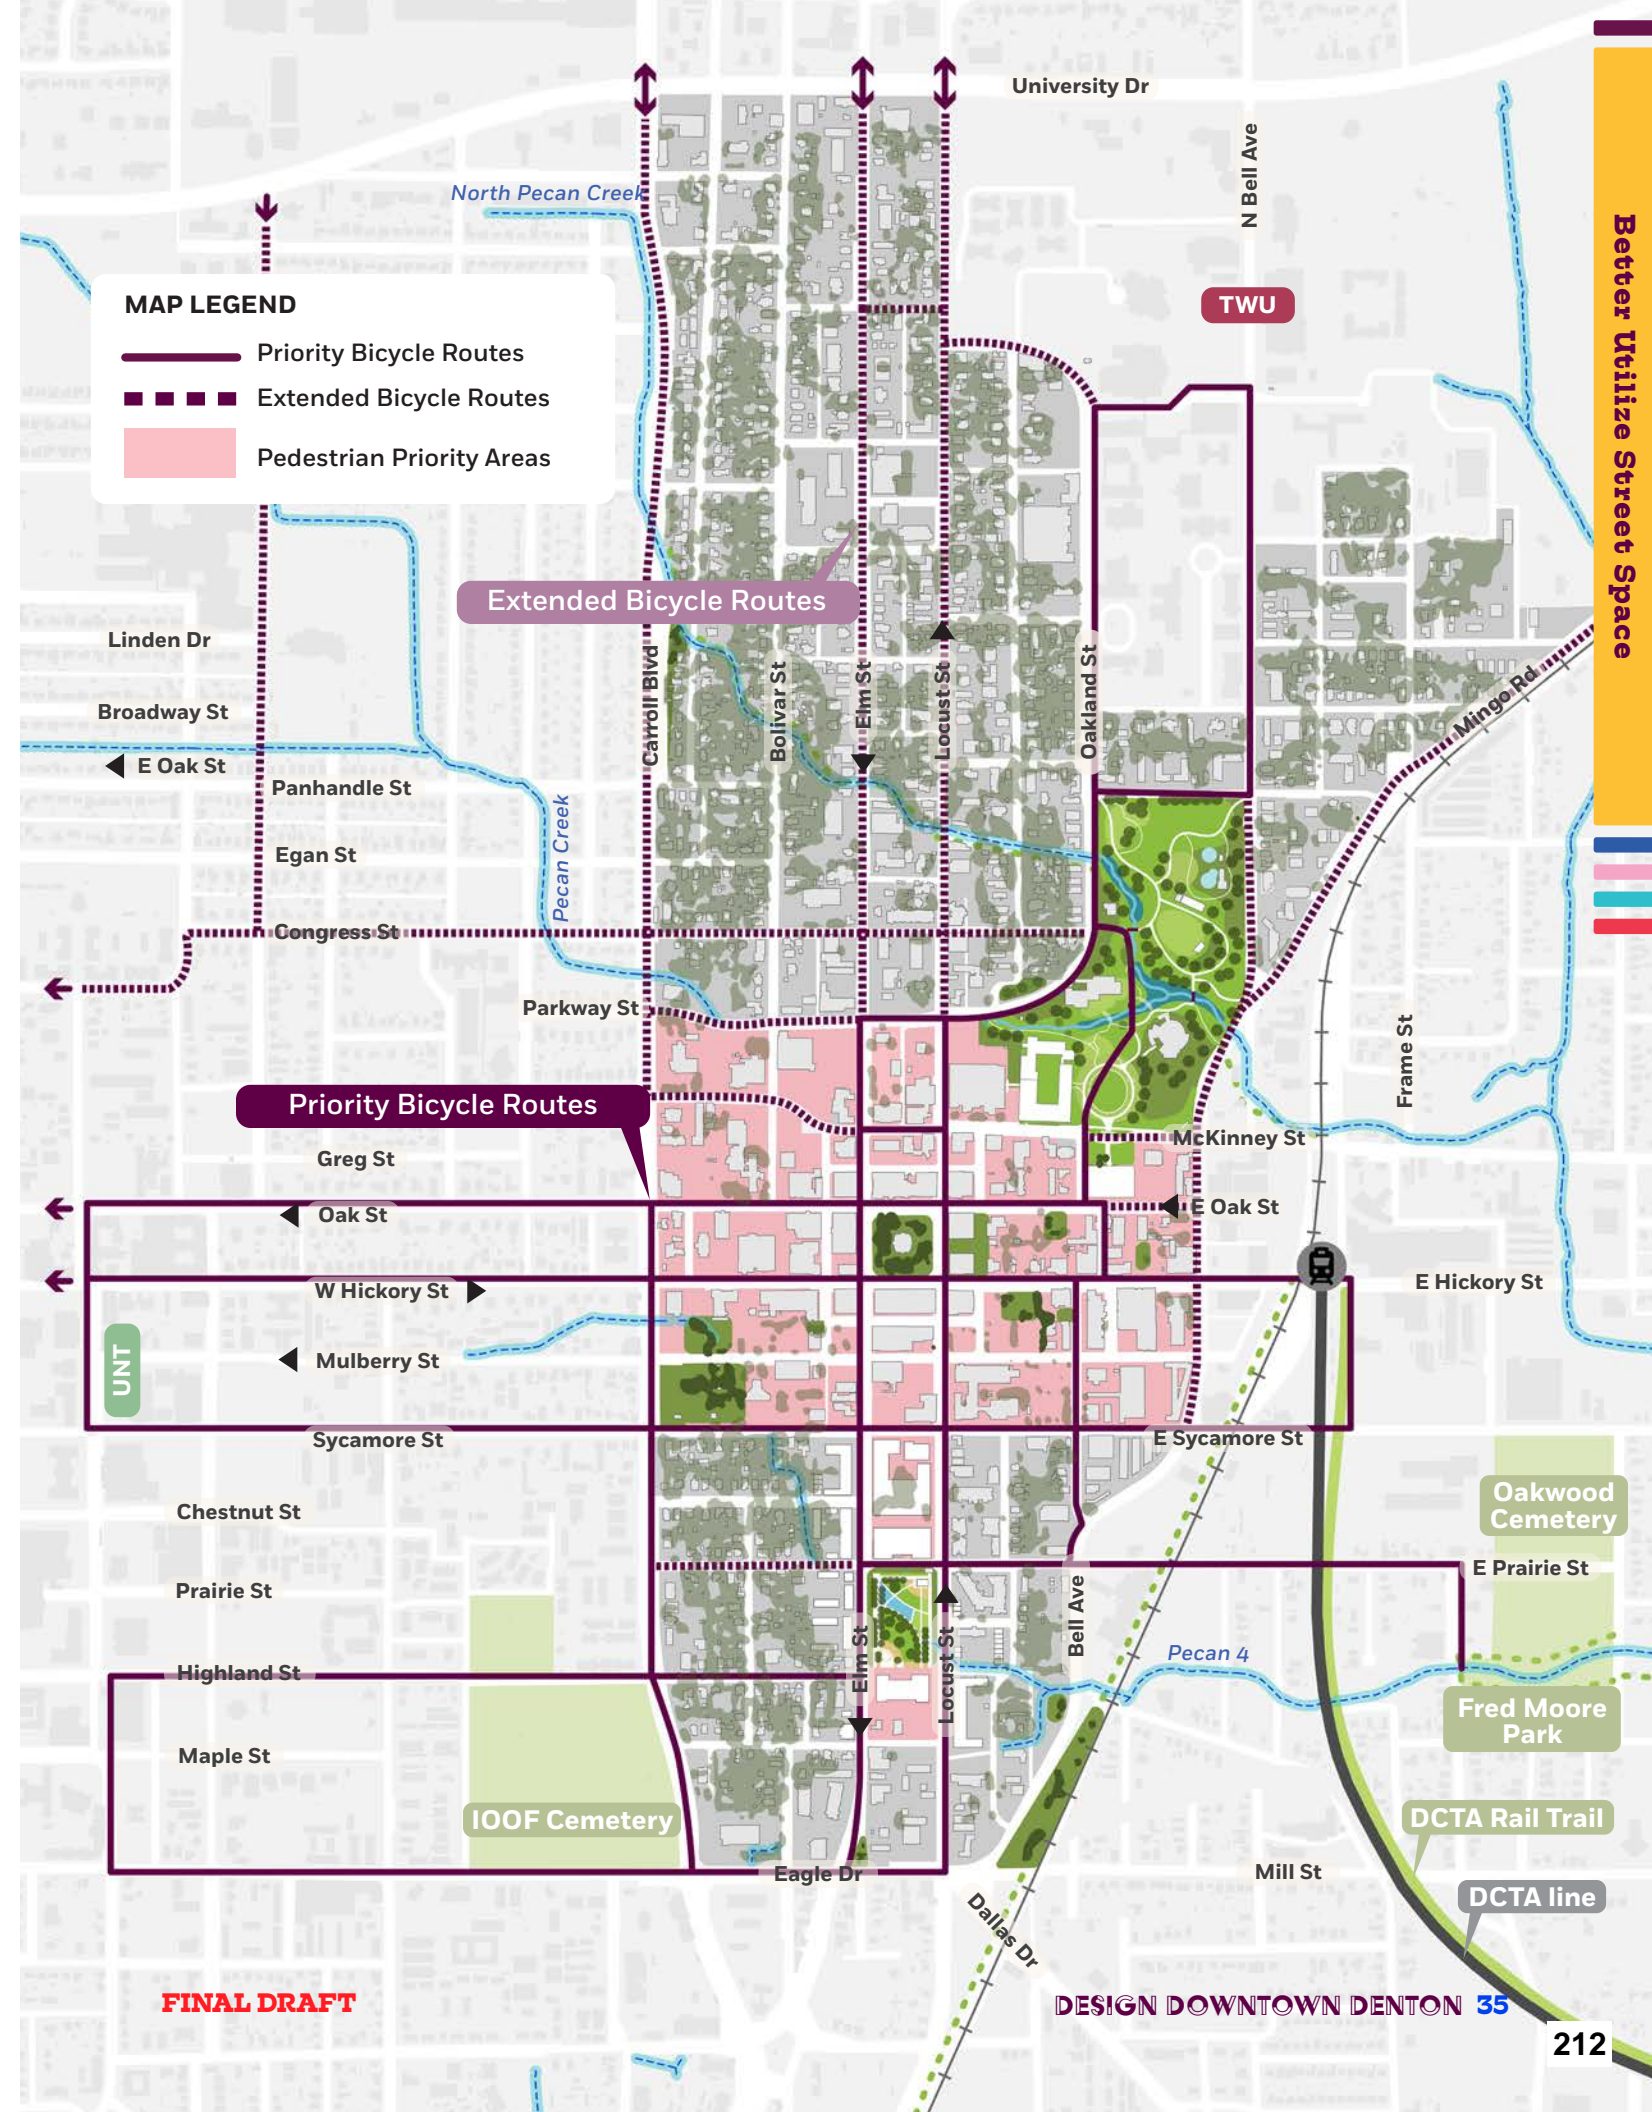 University Dr
N Bell Ave
North Pecan Creek
TWU
MAP LEGEND
Priority Bicycle Routes
Extended Bicycle Routes
Pedestrian Priority Areas
Better Utilize Street Space
Extended Bicycle Routes
Linden Dr
Carroll Blvd
Bolivar St
Elm St
Locust St
Oakland St
Mingo Rd
Broadway St
E Oak St
Panhandle St
Pecan Creek
Egan St
Congress St
Parkway St
Frame St
Priority Bicycle Routes
McKinney St
Greg St
Oak St
E Oak St
W Hickory St
E Hickory St
UNT
Mulberry St
Sycamore St
E Sycamore St
Chestnut St
Oakwood
Cemetery
Prairie St
E Prairie St
Bell Ave
Elm St
Locust St
Pecan 4
Highland St
Fred Moore
Park
Maple St
IOOF Cemetery
DCTA Rail Trail
Eagle Dr
Mill St
DCTA line
Dallas Dr
FINAL DRAFT
DESIGN DOWNTOWN DENTON 35
212